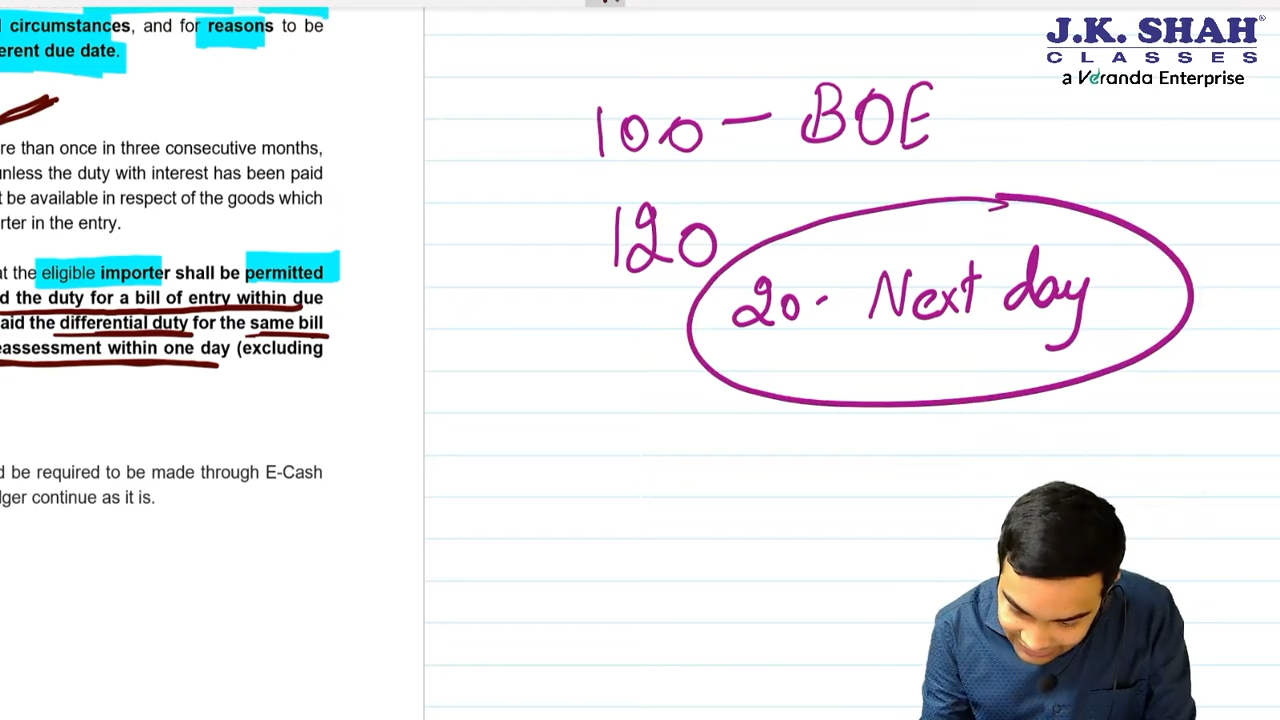 circumstances, and for reasons to be
erent due date.
re than once in three consecutive months,
nless the duty with interest has been paid
be available in respect of the goods which
rter in the entry.
at the eligible importer shall be permitted
d the duty for a bill of entry within due
aid the differential duty for the same bill
eassessment within one day (excluding
d be required to be made through E-Cash
lger continue as it is.
J.K. SHAH®
CLASSES
a Veranda Enterprise
100 - BOE
120
20 - Next day